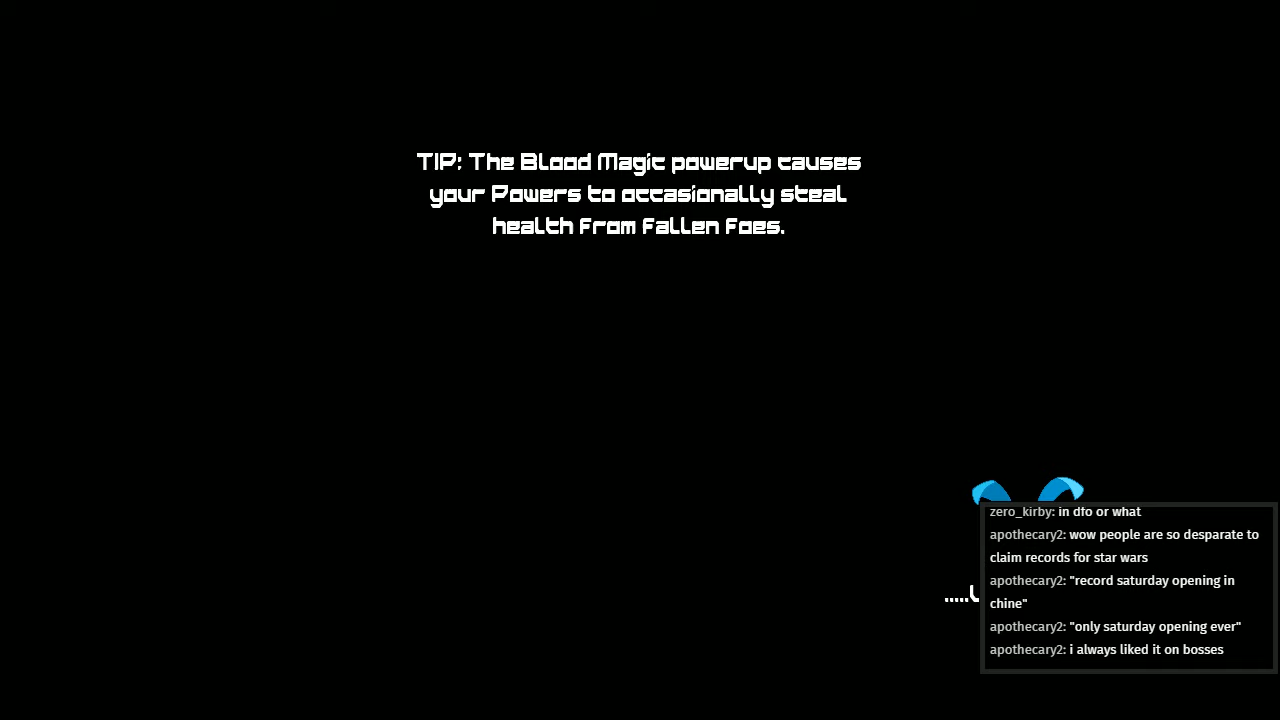 TIP: The Blood Magic powerup causes
your Powers to occasionally steal
health from fallen foes.
zero_kirby: in dfo or what
apothecary2: wow people are so desparate to
claim records for star wars
apothecary2: "record saturday opening in
chine"
apothecary2: "only saturday opening ever"
apothecary2: i always liked it on bosses